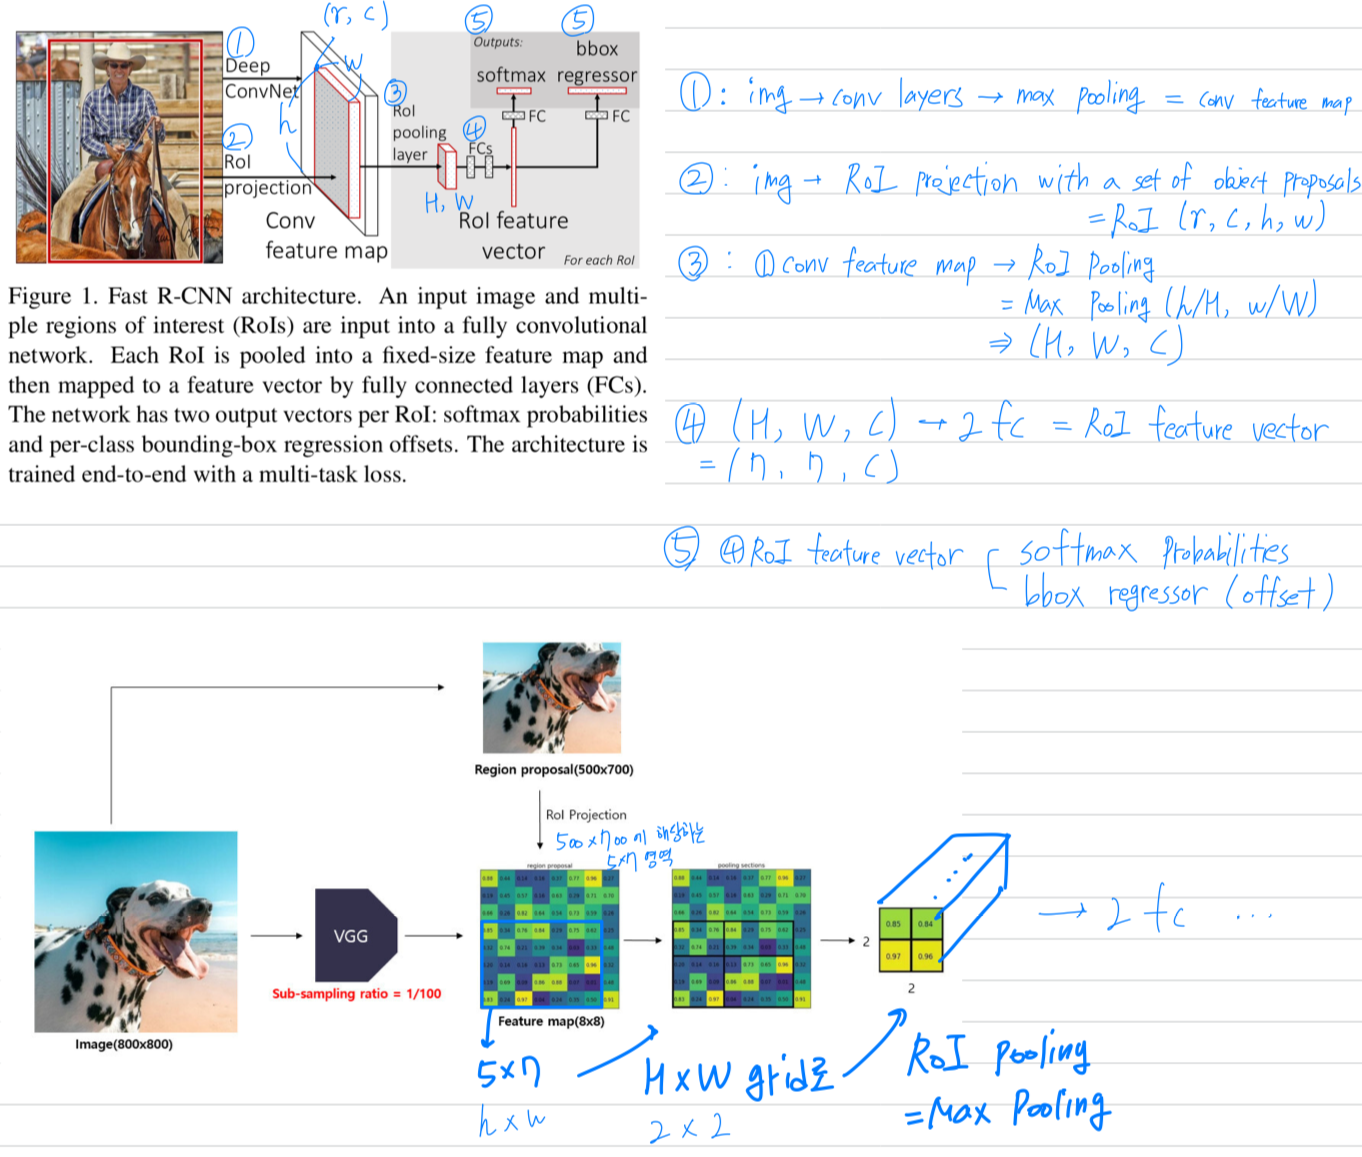 (r, c)
①
Deep
ConvNet
②
RoI
projection
h
w
Conv
feature map
③
RoI
pooling
layer
④
FCs
H, W
RoI feature
vector
For each RoI
⑤
⑤
Outputs:
softmax
bbox
regressor
FC
FC
Figure 1. Fast R-CNN architecture. An input image and multi-
ple regions of interest (RoIs) are input into a fully convolutional
network. Each RoI is pooled into a fixed-size feature map and
then mapped to a feature vector by fully connected layers (FCs).
The network has two output vectors per RoI: softmax probabilities
and per-class bounding-box regression offsets. The architecture is
trained end-to-end with a multi-task loss.
①: img → conv layers → max pooling = conv feature map
②: img → RoI projection with a set of object proposals
= RoI (r, c, h, w)
③: ① conv feature map → RoI Pooling
= Max Pooling (h/H, w/W)
⇒ (H, W, C)
④ (H, W, C) → 2 fc = RoI feature vector
= (7, 7, C)
⑤ ④ RoI feature vector
softmax Probabilities
bbox regressor (offset)
Region proposal(500x700)
RoI Projection
500×700에 해당하는
5×7 영역
region proposal
pooling sections
VGG
Sub-sampling ratio = 1/100
Image(800x800)
Feature map(8x8)
0.85 0.84
0.97 0.96
2
2
→ 2 fc ...
5×7
h×w
H×W grid로
2×2
RoI pooling
= Max Pooling